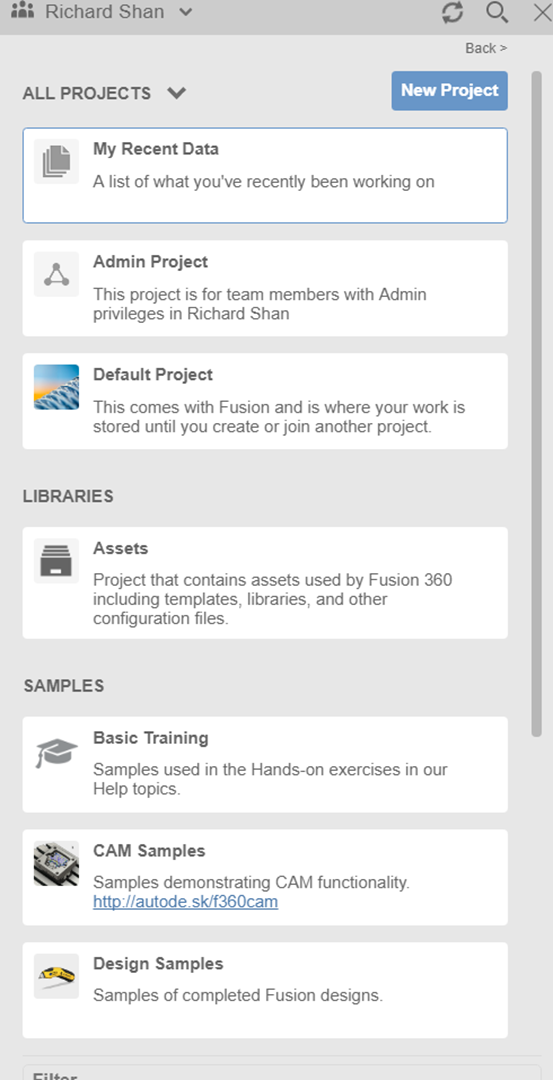 Richard Shan
Back >
ALL PROJECTS
New Project
My Recent Data
A list of what you've recently been working on
Admin Project
This project is for team members with Admin
privileges in Richard Shan
Default Project
This comes with Fusion and is where your work is
stored until you create or join another project.
LIBRARIES
Assets
Project that contains assets used by Fusion 360
including templates, libraries, and other
configuration files.
SAMPLES
Basic Training
Samples used in the Hands-on exercises in our
Help topics.
CAM Samples
Samples demonstrating CAM functionality.
http://autode.sk/f360cam
Design Samples
Samples of completed Fusion designs.
Filter